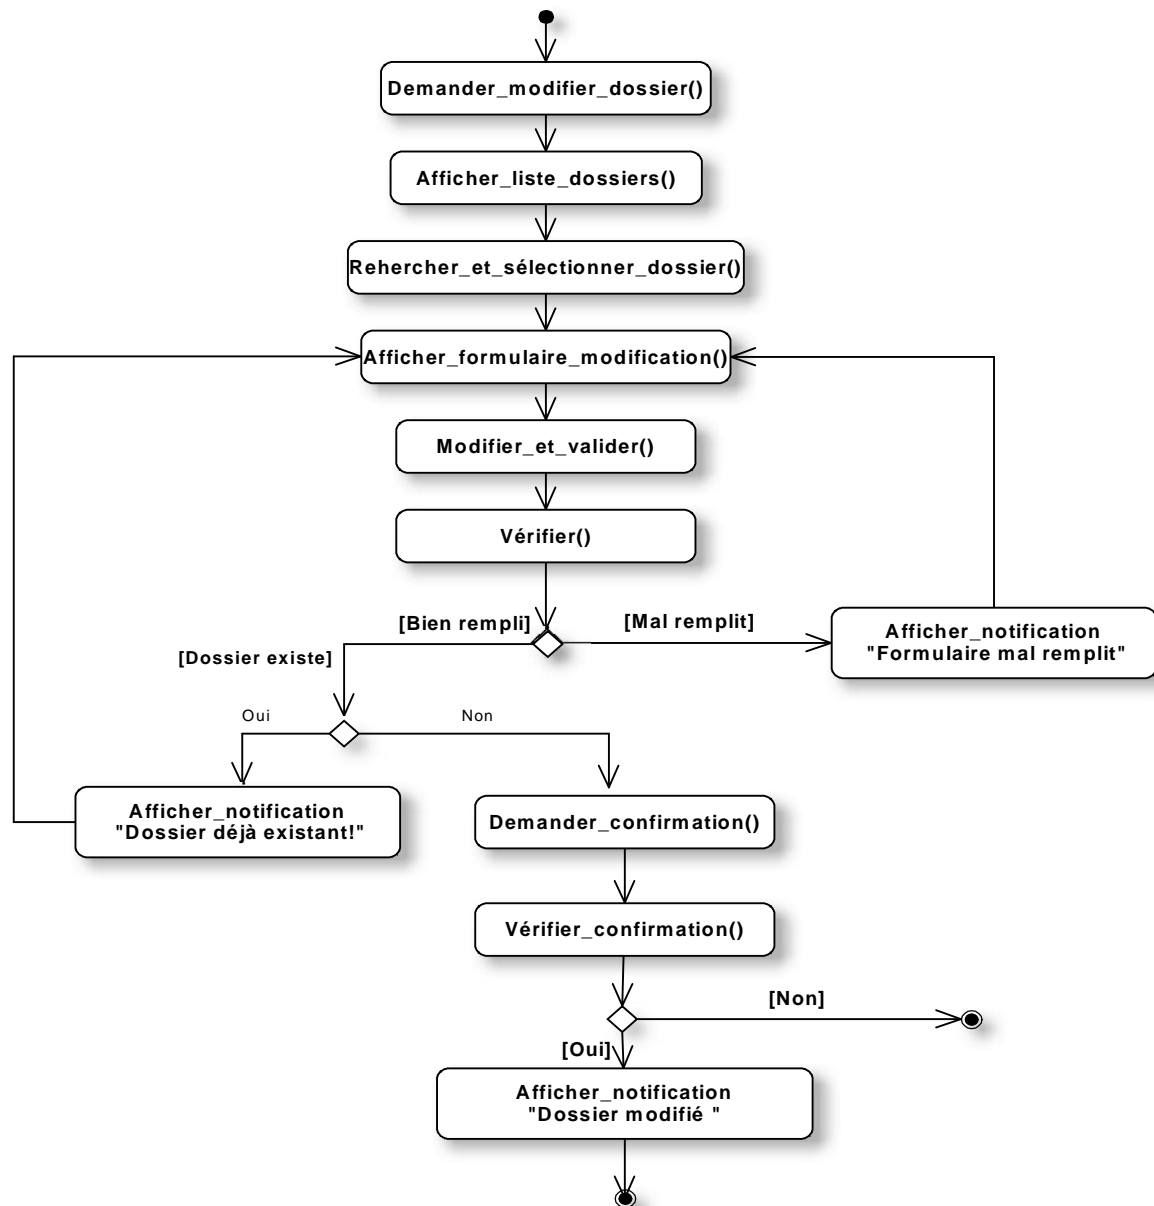 Demander_modifier_dossier()
Afficher_liste_dossiers()
Rehercher_et_sélectionner_dossier()
Afficher_formulaire_modification()
Modifier_et_valider()
Vérifier()
[Bien rempli]
[Mal remplit]
Afficher_notification
"Formulaire mal remplit"
[Dossier existe]
Oui
Non
Afficher_notification
"Dossier déjà existant!"
Demander_confirmation()
Vérifier_confirmation()
[Non]
[Oui]
Afficher_notification
"Dossier modifié "